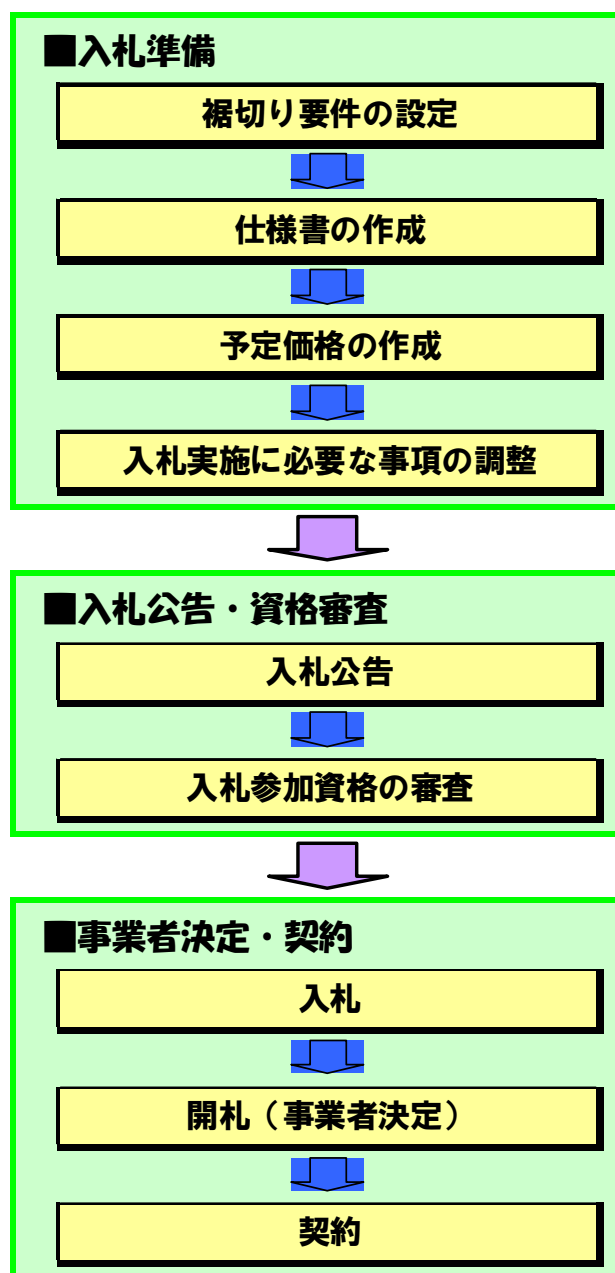 ■入札準備
裾切り要件の設定
仕様書の作成
予定価格の作成
入札実施に必要な事項の調整
■入札公告・資格審査
入札公告
入札参加資格の審査
■事業者決定・契約
入札
開札（事業者決定）
契約